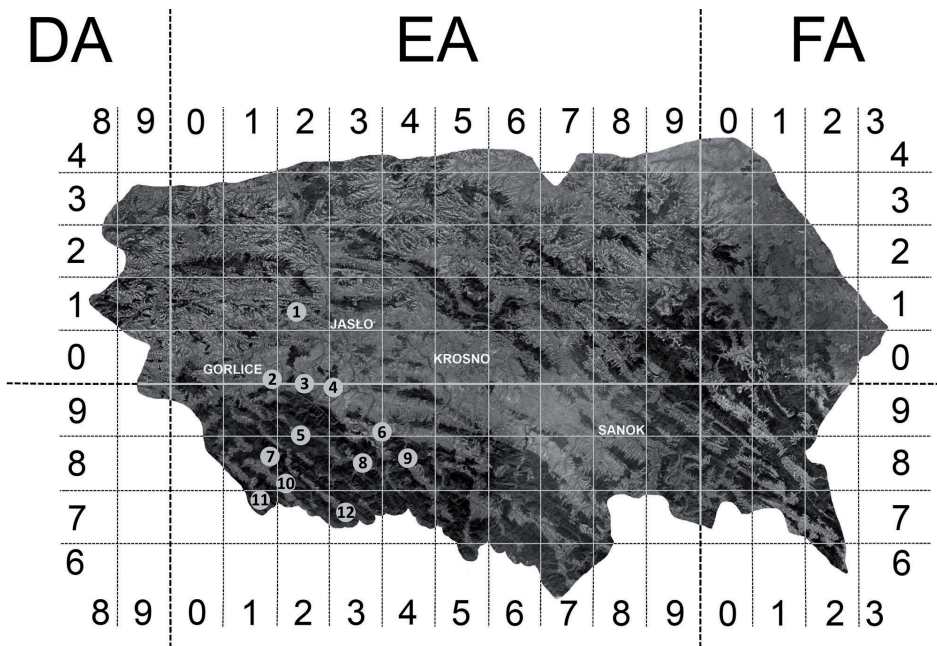 DA EA FA
8 9 0 1 2 3 4 5 6 7 8 9 0 1 2 3
4 4
3 3
2 2
1 1 1
JASŁO
0 KROSNO 0
GORLICE
2 3 4
9 6 9
5 SANOK
8 7 8 9 8
10
11
7 12 7
6 6
8 9 0 1 2 3 4 5 6 7 8 9 0 1 2 3